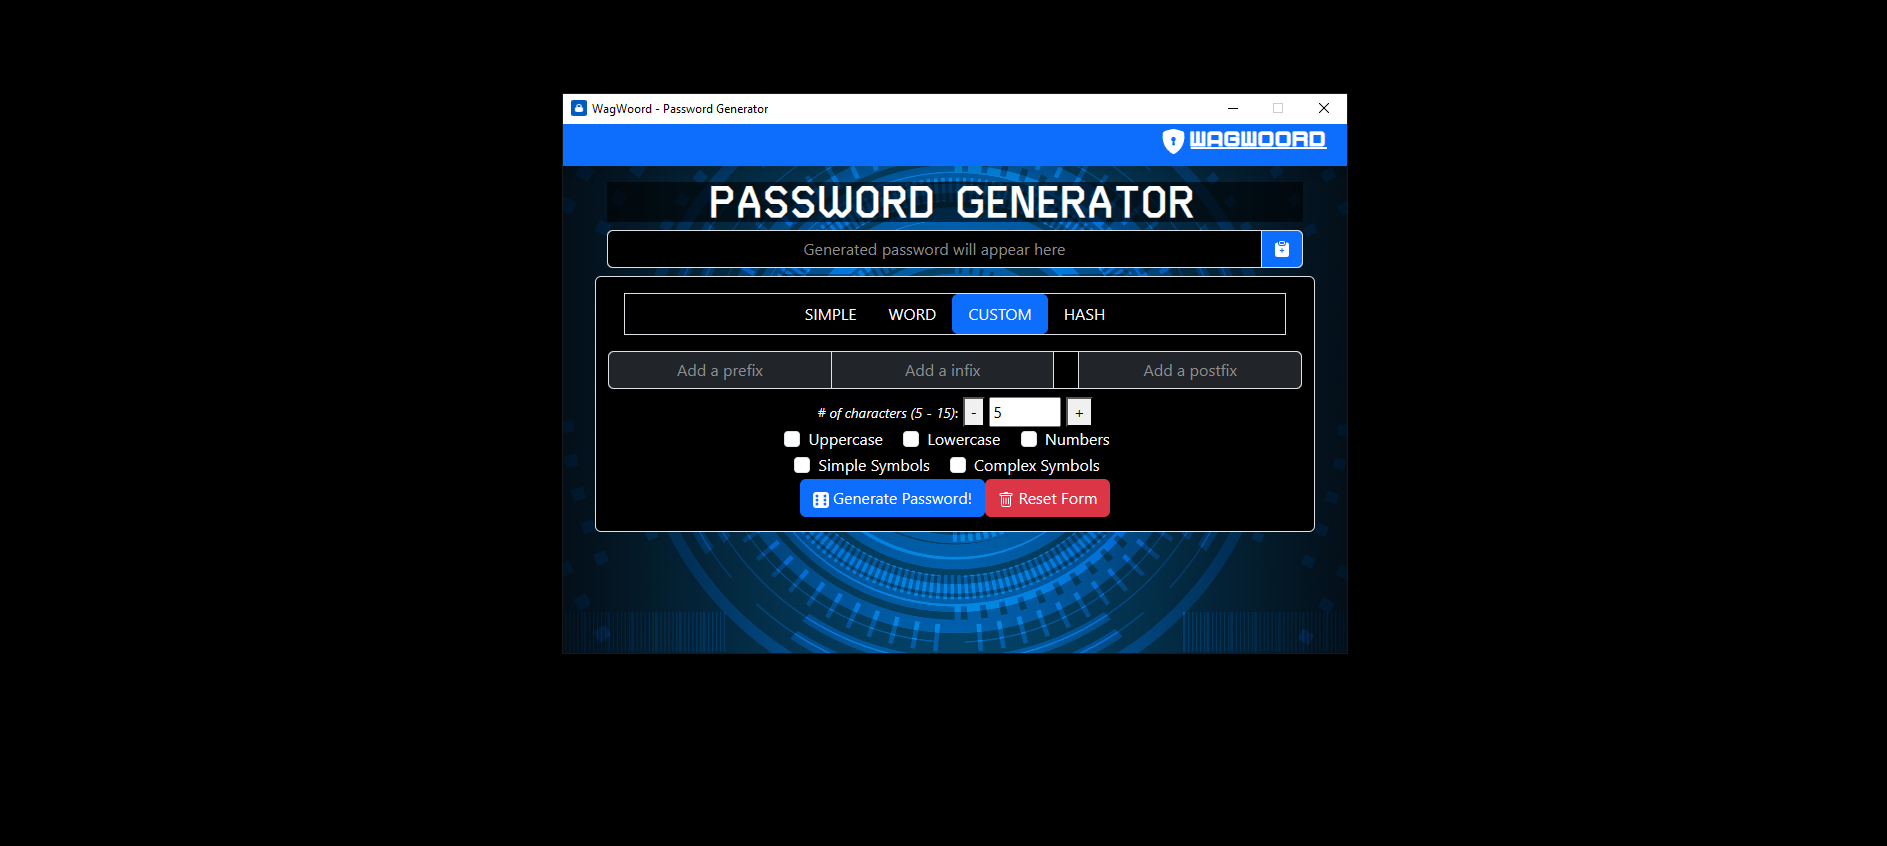 WagWoord - Password Generator
WAGWOORD
PASSWORD GENERATOR
Generated password will appear here
SIMPLE WORD CUSTOM HASH
Add a prefix Add a infix Add a postfix
# of characters (5 - 15): - 5 +
Uppercase Lowercase Numbers
Simple Symbols Complex Symbols
Generate Password! Reset Form